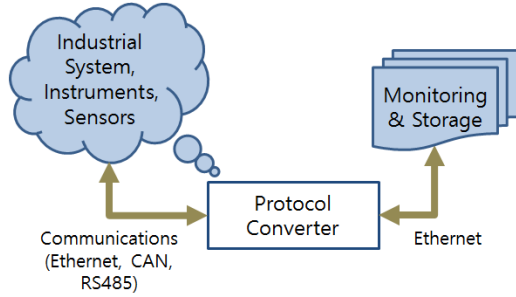 Industrial
System,
Instruments,
Sensors
Monitoring
& Storage
Protocol
Converter
Communications
(Ethernet, CAN,
RS485)
Ethernet